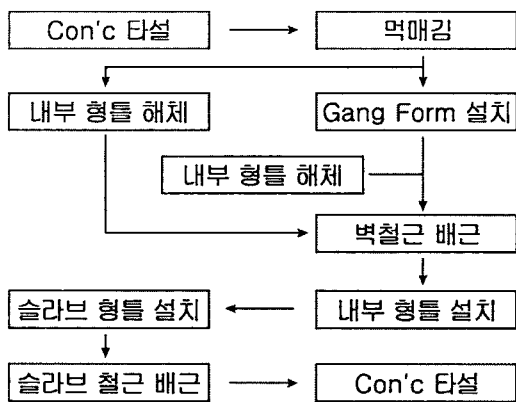 Con'c 타설
먹매김
내부 형틀 해체
Gang Form 설치
내부 형틀 해체
벽철근 배근
내부 형틀 설치
슬라브 형틀 설치
슬라브 철근 배근
Con'c 타설